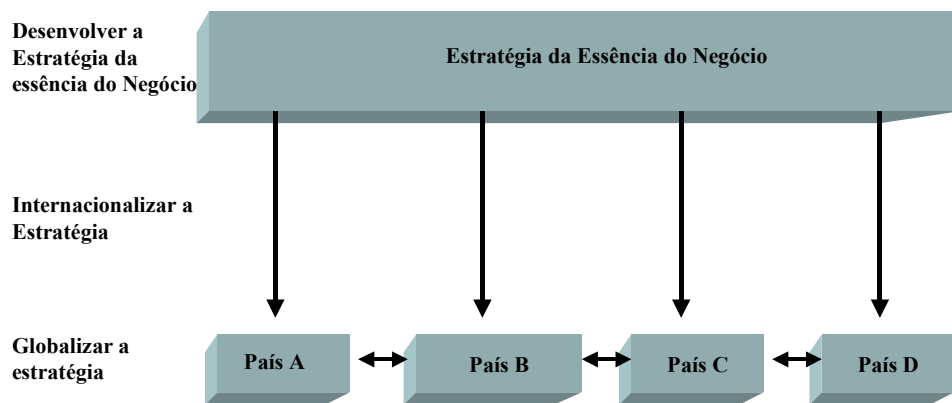 Desenvolver a
Estratégia da
essência do Negócio
Estratégia da Essência do Negócio
Internacionalizar a
Estratégia
Globalizar a
estratégia
País A
País B
País C
País D